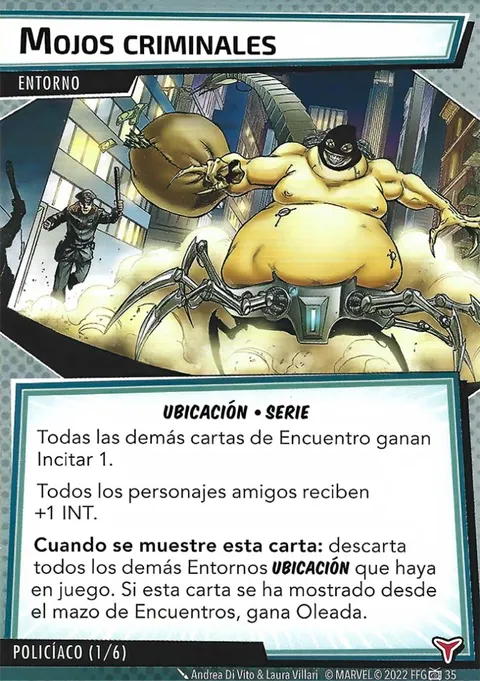 Mojos criminales
ENTORNO
UBICACIÓN • SERIE
Todas las demás cartas de Encuentro ganan
Incitar 1.
Todos los personajes amigos reciben
+1 INT.
Cuando se muestre esta carta: descarta
todos los demás Entornos UBICACIÓN que haya
en juego. Si esta carta se ha mostrado desde
el mazo de Encuentros, gana Oleada.
POLICÍACO (1/6)
Andrea Di Vito & Laura Villari © MARVEL © 2022 FFG 35